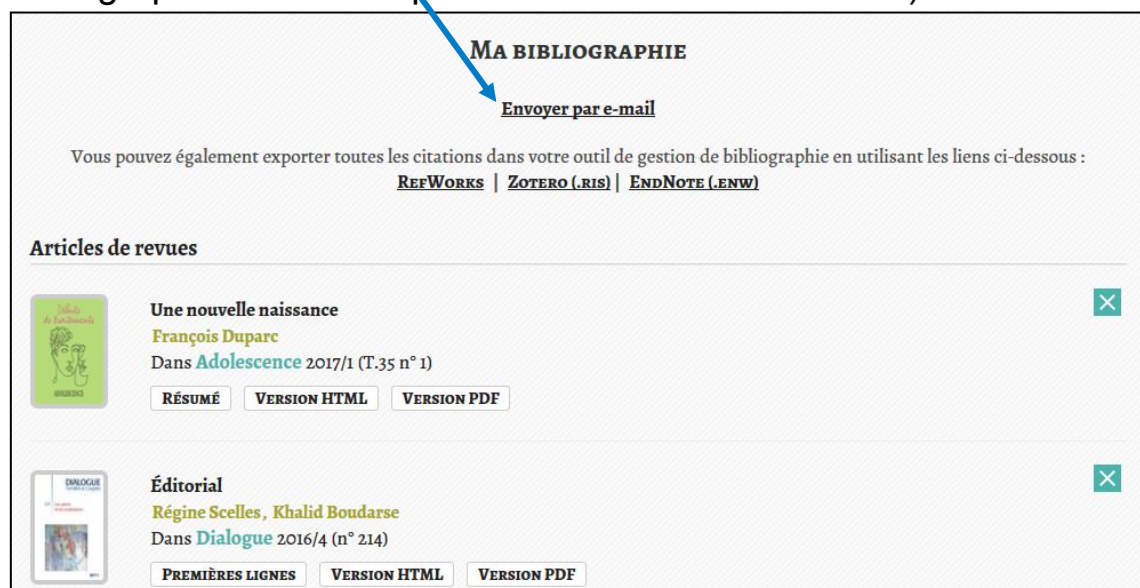 MA BIBLIOGRAPHIE
Envoyer par e-mail
Vous pouvez également exporter toutes les citations dans votre outil de gestion de bibliographie en utilisant les liens ci-dessous :
REFWORKS | ZOTERO (.RIS) | ENDNOTE (.ENW)
Articles de revues
Une nouvelle naissance
François Duparc
Dans Adolescence 2017/1 (T.35 n° 1)
RÉSUMÉ VERSION HTML VERSION PDF
DIALOGUE
Éditorial
Régine Scelles, Khalid Boudarse
Dans Dialogue 2016/4 (n° 214)
PREMIÈRES LIGNES VERSION HTML VERSION PDF